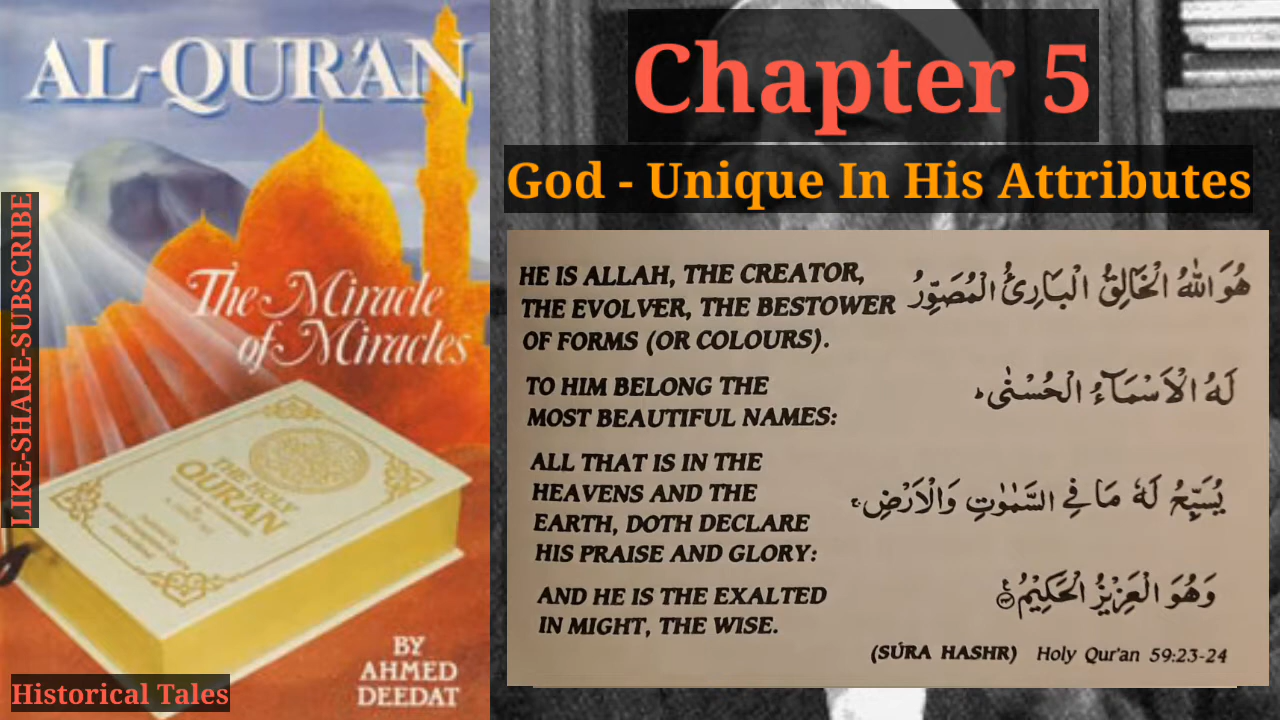 AL-QUR'AN
The Miracle
of Miracles
THE HOLY
QUR'AN
BY
AHMED
DEEDAT
LIKE-SHARE-SUBSCRIBE
Historical Tales
Chapter 5
God - Unique In His Attributes
HE IS ALLAH, THE CREATOR,
THE EVOLVER, THE BESTOWER
OF FORMS (OR COLOURS).
هُوَ اللّٰهُ الْخَالِقُ الْبَارِئُ الْمُصَوِّرُ
TO HIM BELONG THE
MOST BEAUTIFUL NAMES:
لَهُ الْاَسْمَآءُ الْحُسْنٰى ؕ
ALL THAT IS IN THE
HEAVENS AND THE
EARTH, DOTH DECLARE
HIS PRAISE AND GLORY:
يُسَبِّحُ لَهٗ مَا فِى السَّمٰوٰتِ وَالْاَرْضِ ۚ
AND HE IS THE EXALTED
IN MIGHT, THE WISE.
وَهُوَ الْعَزِيْزُ الْحَكِيْمُ
(SÚRA HASHR) Holy Qur'an 59:23-24